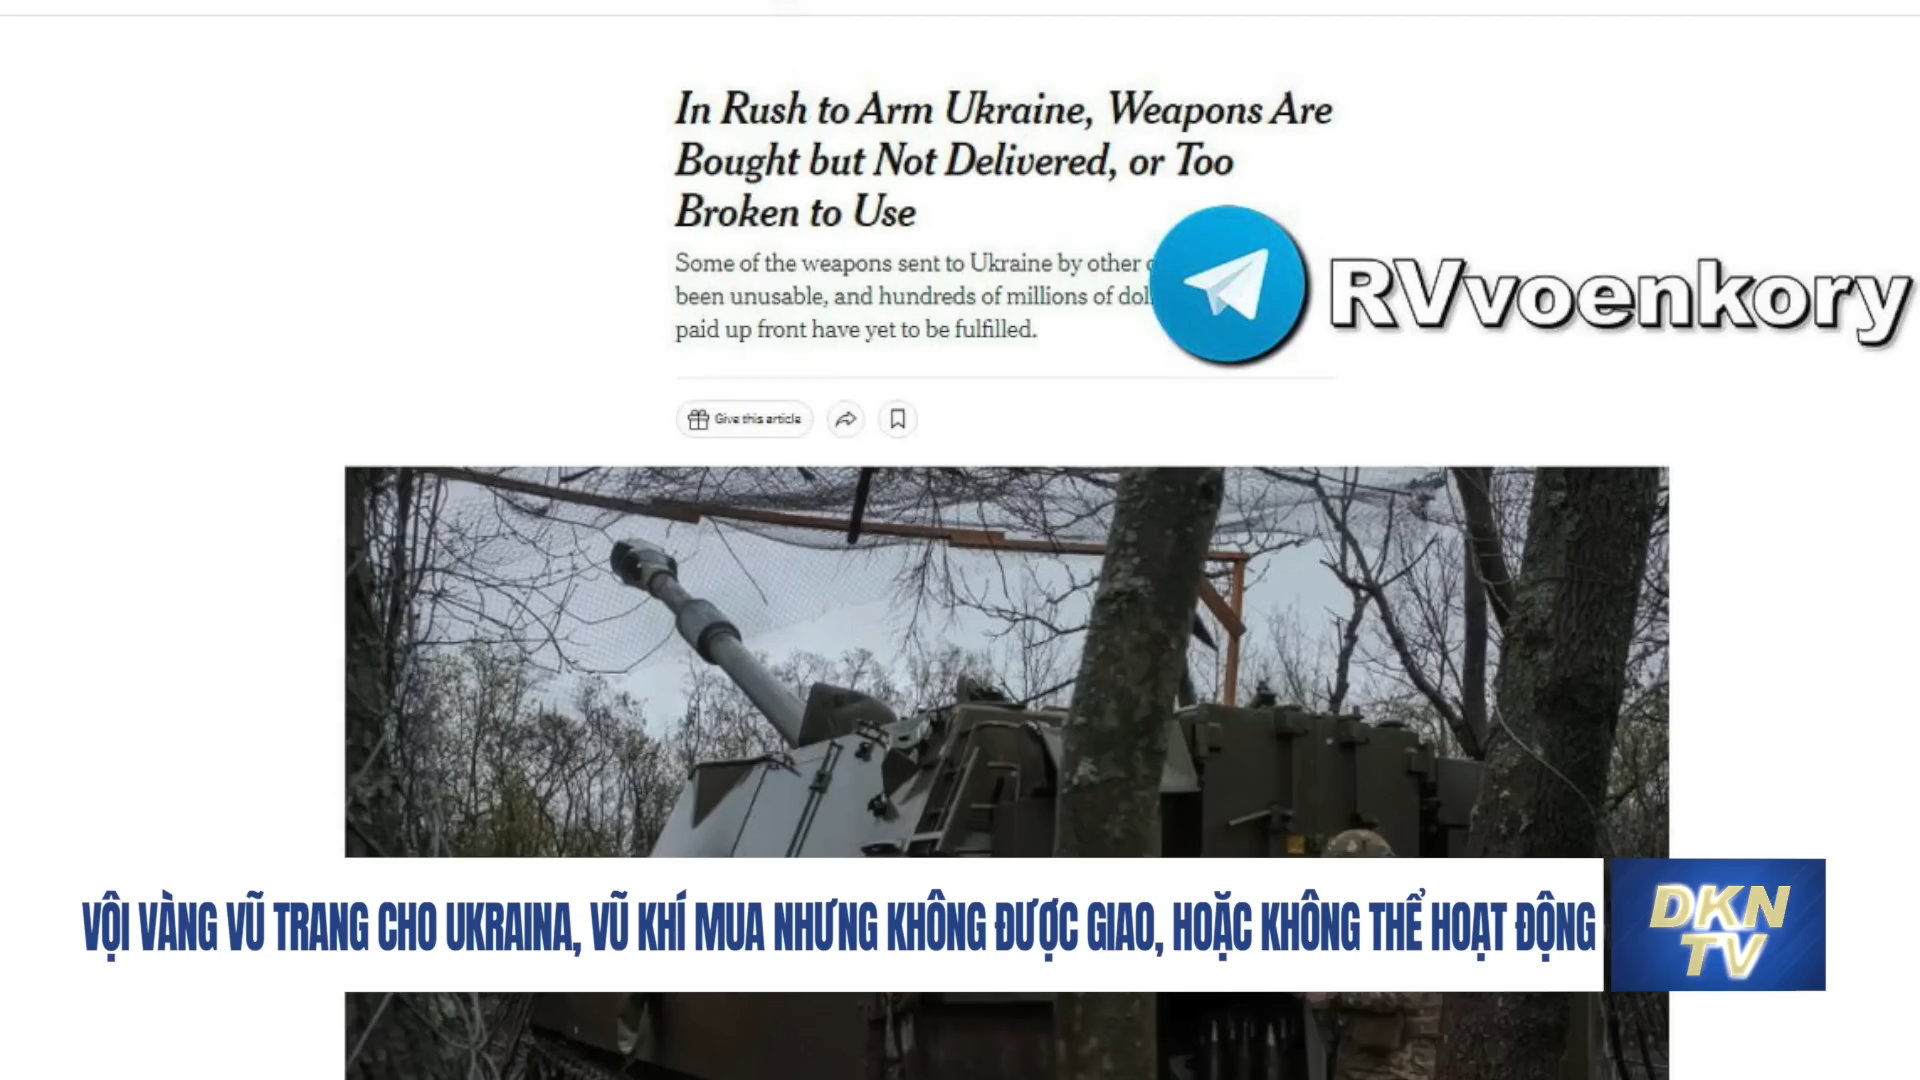 In Rush to Arm Ukraine, Weapons Are
Bought but Not Delivered, or Too
Broken to Use
Some of the weapons sent to Ukraine by other
been unusable, and hundreds of millions of
paid up front have yet to be fulfilled.
RVvoenkory
Give this article
VỘI VÀNG VŨ TRANG CHO UKRAINA, VŨ KHÍ MUA NHƯNG KHÔNG ĐƯỢC GIAO, HOẶC KHÔNG THỂ HOẠT ĐỘNG
DKN
TV